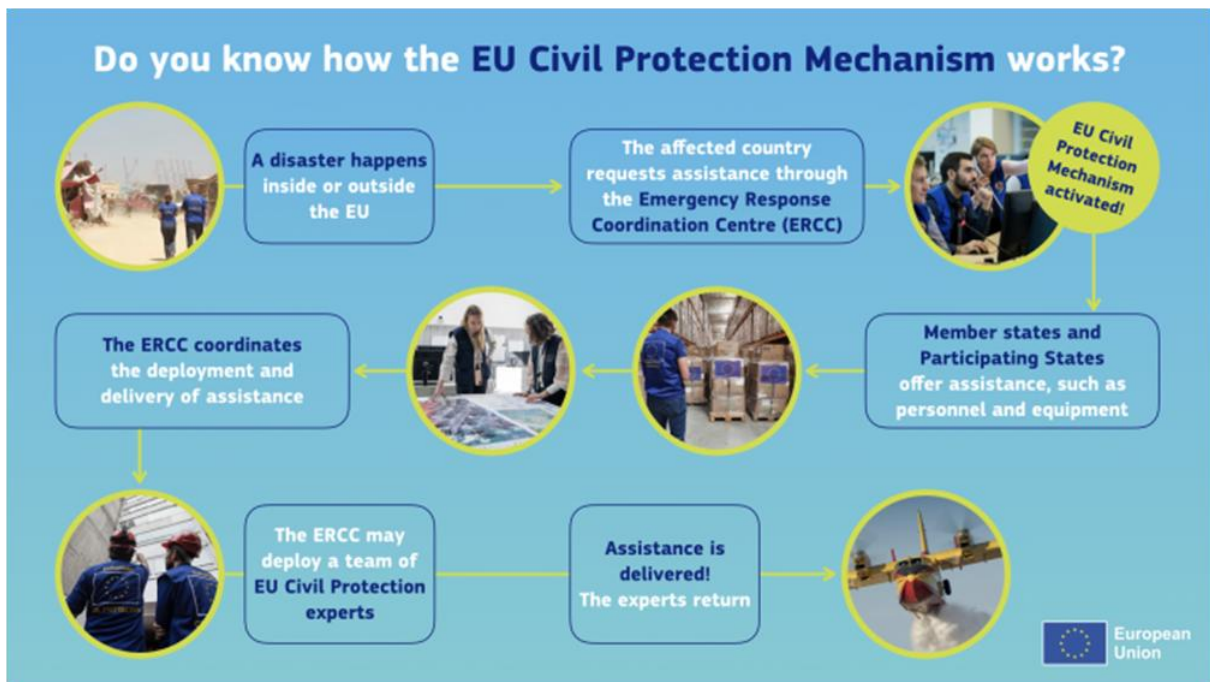 Do you know how the EU Civil Protection Mechanism works?
A disaster happens
inside or outside
the EU
The affected country
requests assistance through
the Emergency Response
Coordination Centre (ERCC)
EU Civil
Protection
Mechanism
activated!
Member states and
Participating States
offer assistance, such as
personnel and equipment
The ERCC coordinates
the deployment and
delivery of assistance
The ERCC may
deploy a team of
EU Civil Protection
experts
Assistance is
delivered!
The experts return
European
Union